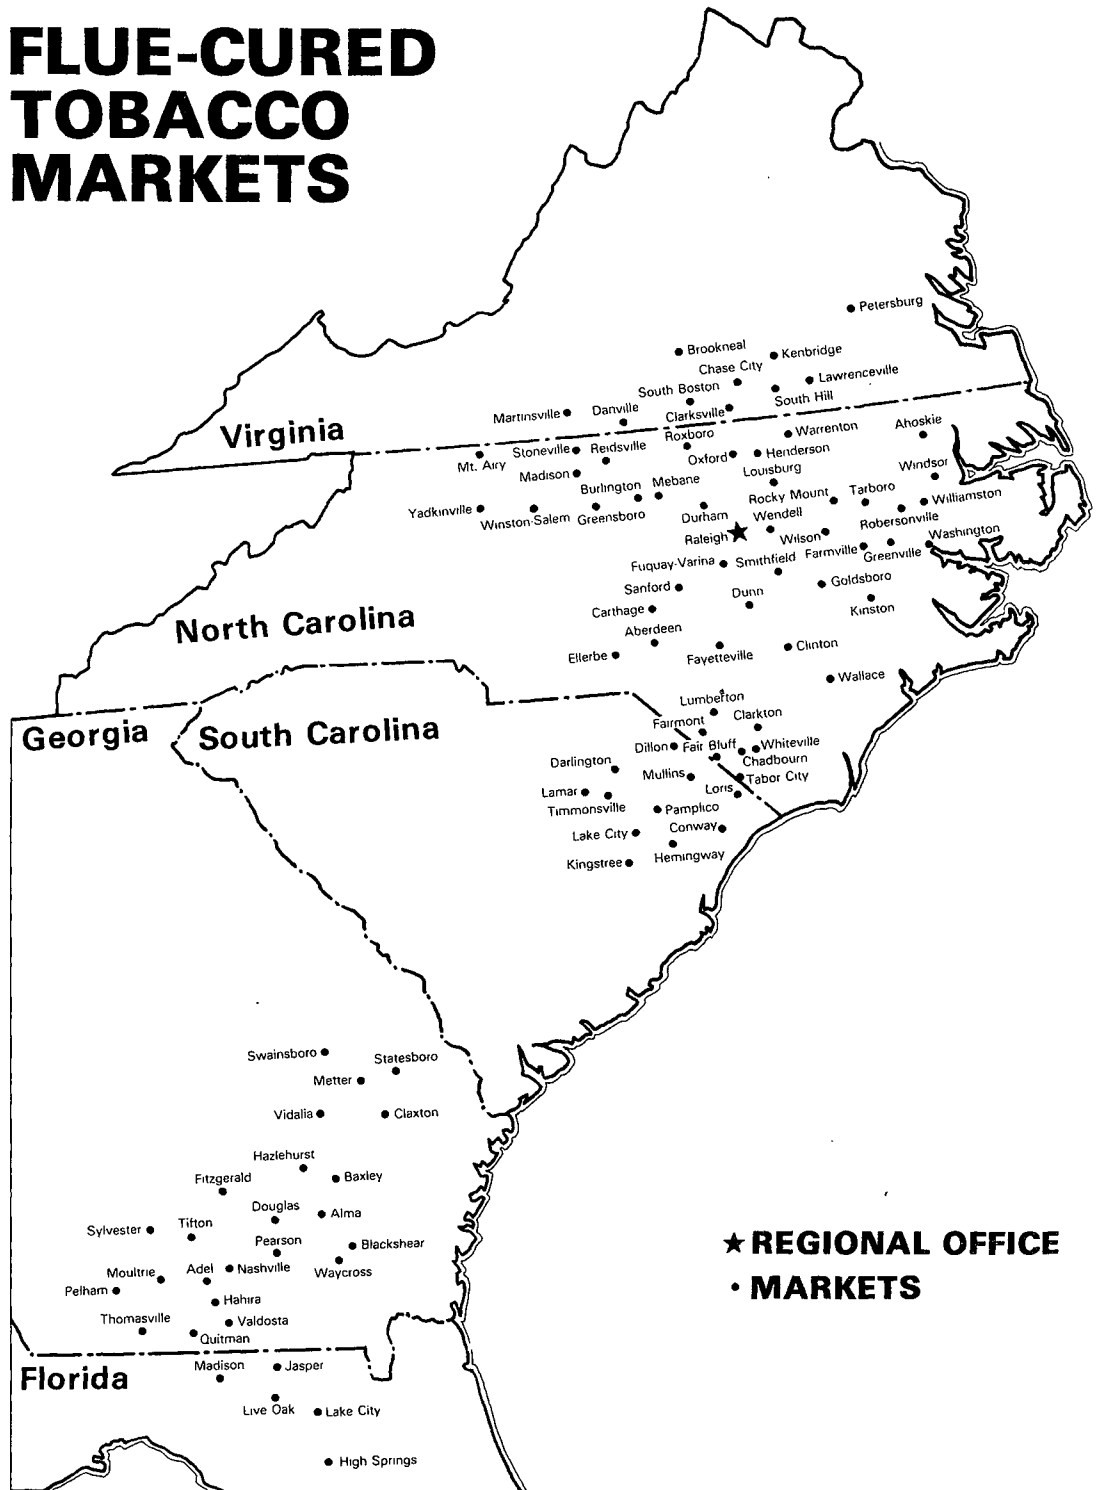 FLUE-CURED
TOBACCO
MARKETS
Petersburg
Brookneal
Kenbridge
Chase City
Lawrenceville
South Boston
South Hill
Martinsville
Danville
Clarksville
Virginia
Ahoskie
Warrenton
Roxboro
Stoneville
Reidsville
Mt. Airy
Oxford
Henderson
Madison
Louisburg
Windsor
Burlington
Mebane
Rocky Mount
Tarboro
Williamston
Yadkinville
Winston-Salem
Greensboro
Durham
Wendell
Robersonville
Raleigh
Wilson
Washington
Farmville
Greenville
Fuquay-Varina
Smithfield
Sanford
Goldsboro
Dunn
Carthage
Kinston
North Carolina
Aberdeen
Ellerbe
Fayetteville
Clinton
Wallace
Lumberton
Clarkton
Fairmont
Georgia
South Carolina
Dillon
Fair Bluff
Whiteville
Chadbourn
Darlington
Mullins
Tabor City
Lamar
Loris
Timmonsville
Pamplico
Lake City
Conway
Hemingway
Kingstree
Swainsboro
Statesboro
Metter
Vidalia
Claxton
Hazlehurst
Fitzgerald
Baxley
Douglas
Alma
Sylvester
Tifton
Pearson
Blackshear
Moultrie
Adel
Nashville
Waycross
Pelham
Hahira
Thomasville
Valdosta
Quitman
★ REGIONAL OFFICE
• MARKETS
Florida
Madison
Jasper
Live Oak
Lake City
High Springs